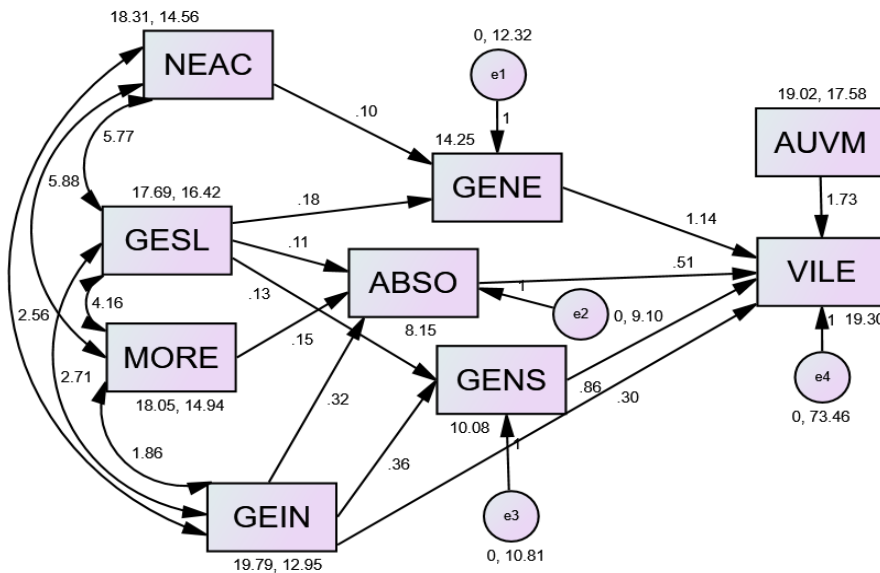 18.31, 14.56
NEAC
0, 12.32
e1
1
.10
14.25
GENE
19.02, 17.58
AUVM
1.73
5.77
5.88
17.69, 16.42
GESL
.18
.11
.13
1.14
ABSO
8.15
.51
1
e2
0, 9.10
VILE
19.30
1
e4
0, 73.46
4.16
2.56
2.71
MORE
18.05, 14.94
.15
GENS
10.08
.86
.30
.32
.36
1
1.86
GEIN
19.79, 12.95
e3
0, 10.81